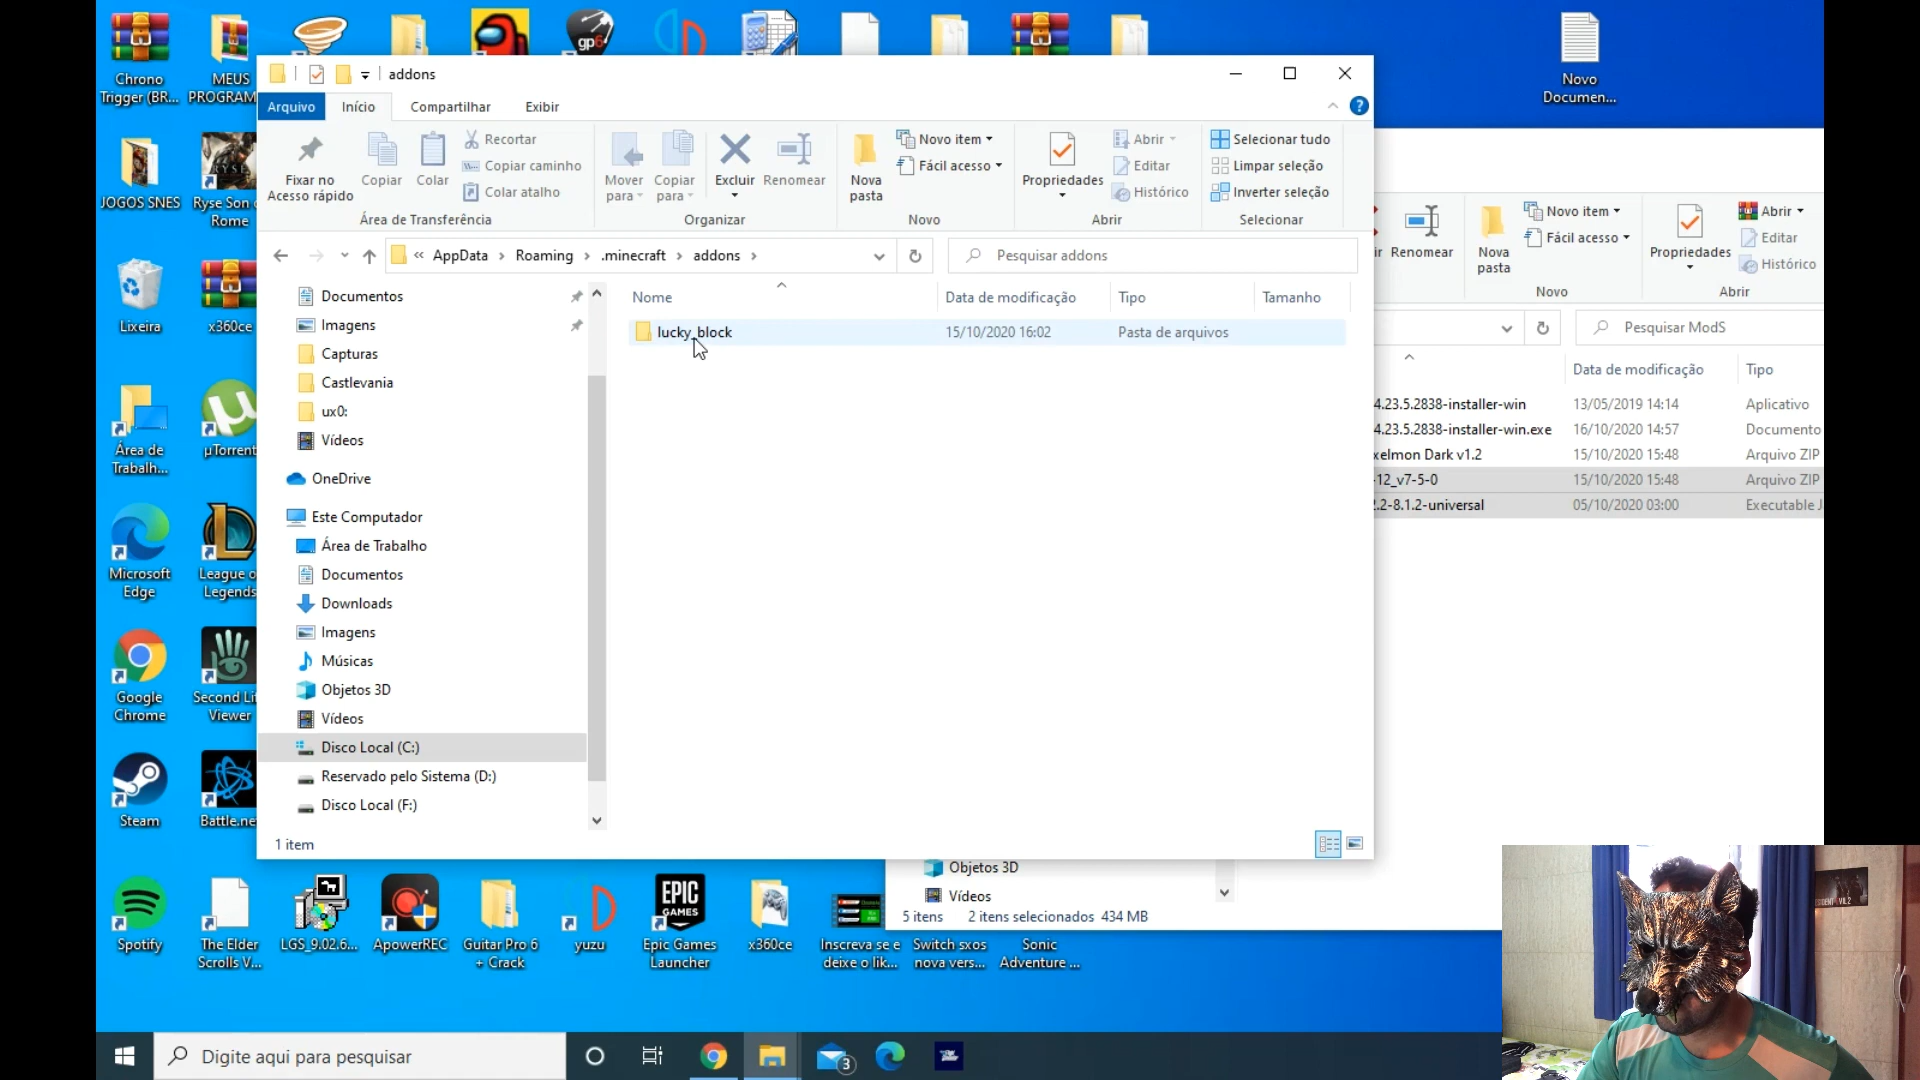 Chrono
Trigger (BR...
MEUS
PROGRAM
gp6
Novo
Documen...
JOGOS SNES
RYSE
Ryse Son o
Rome
Lixeira
x360ce
Área de
Trabalh...
µTorrent
Microsoft
Edge
League o
Legends
Google
Chrome
Second Lif
Viewer
Steam
Battle.ne
Spotify
The Elder
Scrolls V...
LGS_9.02.6...
ApowerREC
Guitar Pro 6
+ Crack
yuzu
EPIC
GAMES
Epic Games
Launcher
x360ce
Inscreva se e
deixe o lik...
Switch sxos
nova vers...
Sonic
Adventure ...
addons
Arquivo
Início
Compartilhar
Exibir
?
Fixar no
Acesso rápido
Copiar
Colar
Recortar
Copiar caminho
Colar atalho
Área de Transferência
Mover
para
Copiar
para
Excluir
Renomear
Organizar
Nova
pasta
Novo item
Fácil acesso
Novo
Propriedades
Abrir
Editar
Histórico
Abrir
Selecionar tudo
Limpar seleção
Inverter seleção
Selecionar
« AppData > Roaming > .minecraft > addons >
Pesquisar addons
Documentos
Imagens
Capturas
Castlevania
ux0:
Vídeos
OneDrive
Este Computador
Área de Trabalho
Documentos
Downloads
Imagens
Músicas
Objetos 3D
Vídeos
Disco Local (C:)
Reservado pelo Sistema (D:)
Disco Local (F:)
Nome
Data de modificação
Tipo
Tamanho
lucky_block
15/10/2020 16:02
Pasta de arquivos
1 item
ir
Renomear
Nova
pasta
Novo item
Fácil acesso
Novo
Propriedades
Abrir
Editar
Histórico
Abrir
Pesquisar ModS
Data de modificação
Tipo
4.23.5.2838-installer-win
13/05/2019 14:14
Aplicativo
4.23.5.2838-installer-win.exe
16/10/2020 14:57
Documento
xelmon Dark v1.2
15/10/2020 15:48
Arquivo ZIP
-12_v7-5-0
15/10/2020 15:48
Arquivo ZIP
2.2-8.1.2-universal
05/10/2020 03:00
Executable J
Objetos 3D
Vídeos
5 itens
2 itens selecionados 434 MB
Digite aqui para pesquisar
3